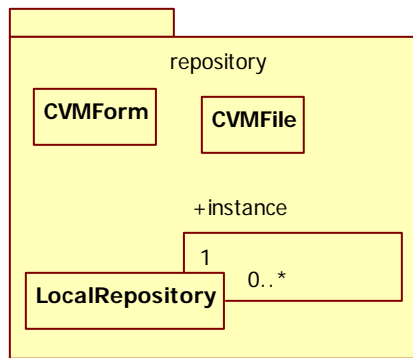 repository
CVMForm
CVMFile
+instance
1
0..*
LocalRepository